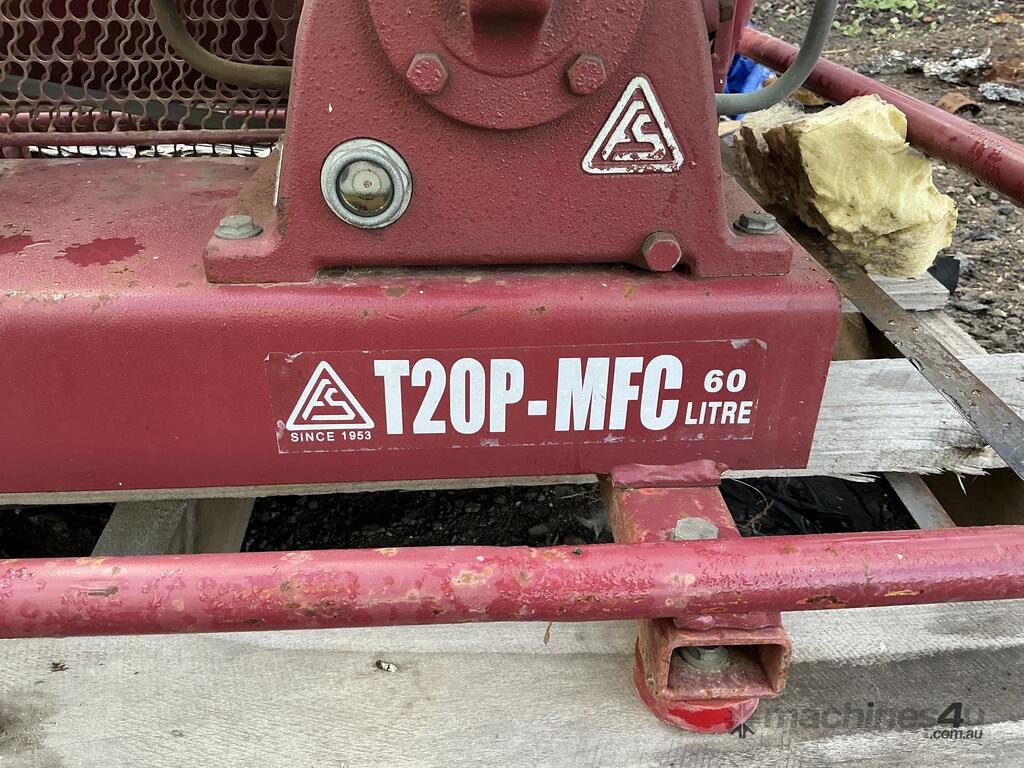 FS
FS
SINCE 1953
T20P-MFC
60
LITRE
machines4u
.com.au